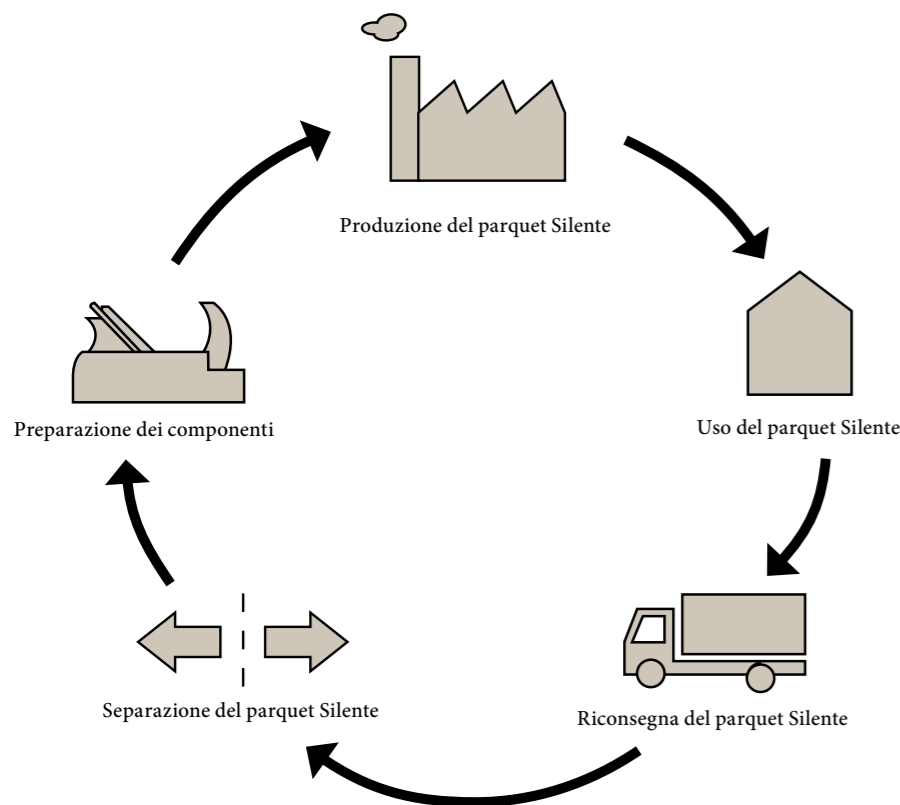 Produzione del parquet Silente
Uso del parquet Silente
Riconsegna del parquet Silente
Separazione del parquet Silente
Preparazione dei componenti